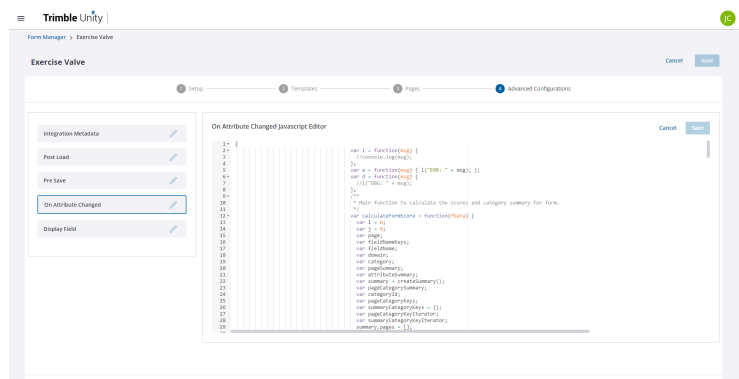 Trimble Unity
JC
Form Manager > Exercise Valve
Exercise Valve
Cancel Save
1 Setup 2 Templates 3 Pages 4 Advanced Configurations
Integration Metadata
Post Load
Pre Save
On Attribute Changed
Display Field
On Attribute Changed Javascript Editor
Cancel Save
1 {
2 var l = function(msg) {
3 //console.log(msg);
4 };
5 var e = function(msg) { l("ERR: " + msg); };
6 var d = function(msg) {
7 //l("DBG: " + msg);
8 };
9 /**
10 * Main function to calculate the scores and category summary for form.
11 */
12 var calculateFormScore = function(fData) {
13 var i = 0;
14 var j = 0;
15 var page;
16 var fieldNameKeys;
17 var fieldName;
18 var domain;
19 var category;
20 var pageSummary;
21 var attributeSummary;
22 var summary = createSummary();
23 var pageCategorySummary;
24 var categoryId;
25 var pageCategoryKeys;
26 var summaryCategoryKeys = {};
27 var pageCategoryKeyIterator;
28 var summaryCategoryKeyIterator;
29 summary.pages = [];